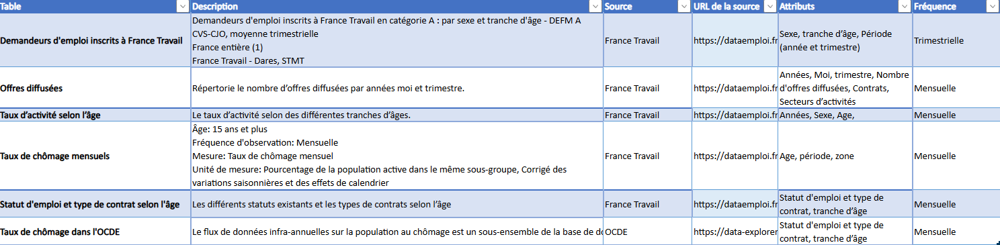 Table Description Source URL de la source Attributs Fréquence
Demandeurs d'emploi inscrits à France Travail
Demandeurs d'emploi inscrits à France Travail en catégorie A : par sexe et tranche d'âge - DEFM A
CVS-CJO, moyenne trimestrielle
France entière (1)
France Travail - Dares, STMT
France Travail
https://dataemploi.fr
Sexe, tranche d’âge, Période
(année et trimestre)
Trimestrielle
Offres diffusées
Répertorie le nombre d’offres diffusées par années moi et trimestre.
France Travail
https://dataemploi.fr
Années, Moi, trimestre, Nombre
d'offres diffusées, Contrats,
Secteurs d’activités
Mensuelle
Taux d’activité selon l’âge
Le taux d’activité selon des différentes tranches d’âges.
France Travail
https://dataemploi.fr
Années, Sexe, Age,
Mensuelle
Taux de chômage mensuels
Âge: 15 ans et plus
Fréquence d'observation: Mensuelle
Mesure: Taux de chômage mensuel
Unité de mesure: Pourcentage de la population active dans le même sous-groupe, Corrigé des
variations saisonnières et des effets de calendrier
France Travail
https://dataemploi.fr
Age, période, zone
Mensuelle
Statut d'emploi et type de contrat selon l'âge
Les différents statuts existants et les types de contrats selon l’âge
France Travail
https://dataemploi.fr
Statut d'emploi et type de
contrat, tranche d’âge
Mensuelle
Taux de chômage dans l'OCDE
Le flux de données infra-annuelles sur la population au chômage est un sous-ensemble de la base de do
OCDE
https://data-explorer
Statut d'emploi et type de
contrat, tranche d’âge
Mensuelle